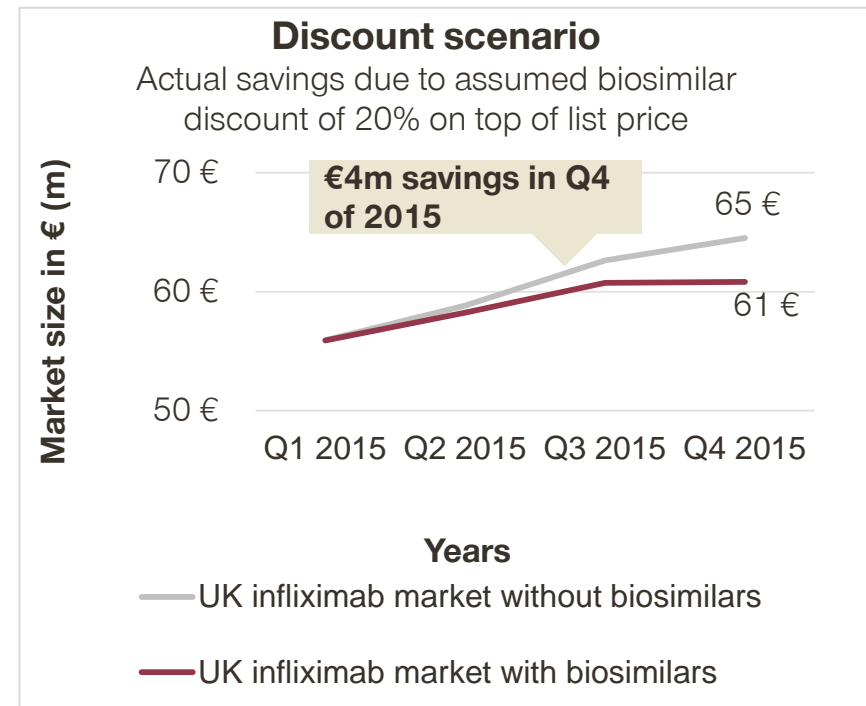 Discount scenario
Actual savings due to assumed biosimilar
discount of 20% on top of list price
Market size in € (m)
70 €
€4m savings in Q4
of 2015
65 €
60 €
61 €
50 €
Q1 2015 Q2 2015 Q3 2015 Q4 2015
Years
UK infliximab market without biosimilars
UK infliximab market with biosimilars